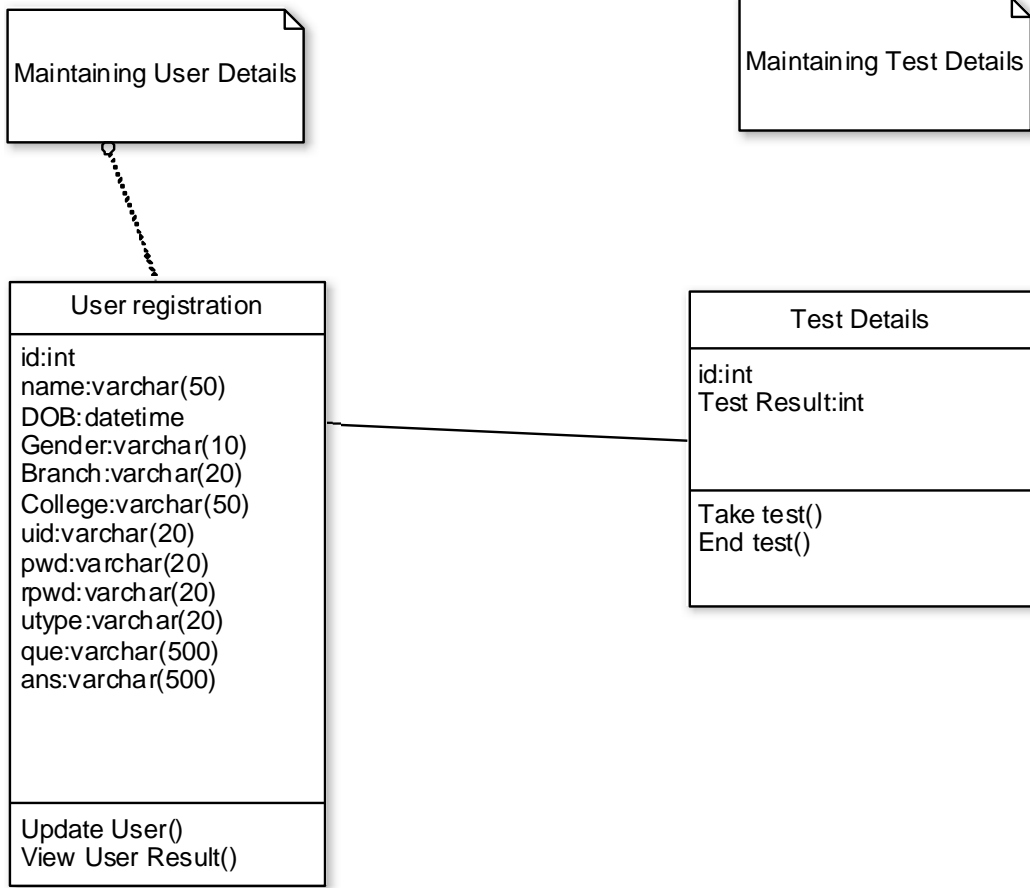 Maintaining User Details
Maintaining Test Details
User registration
id:int
name:varchar(50)
DOB:datetime
Gender:varchar(10)
Branch:varchar(20)
College:varchar(50)
uid:varchar(20)
pwd:varchar(20)
rpwd:varchar(20)
utype:varchar(20)
que:varchar(500)
ans:varchar(500)
Update User()
View User Result()
Test Details
id:int
Test Result:int
Take test()
End test()